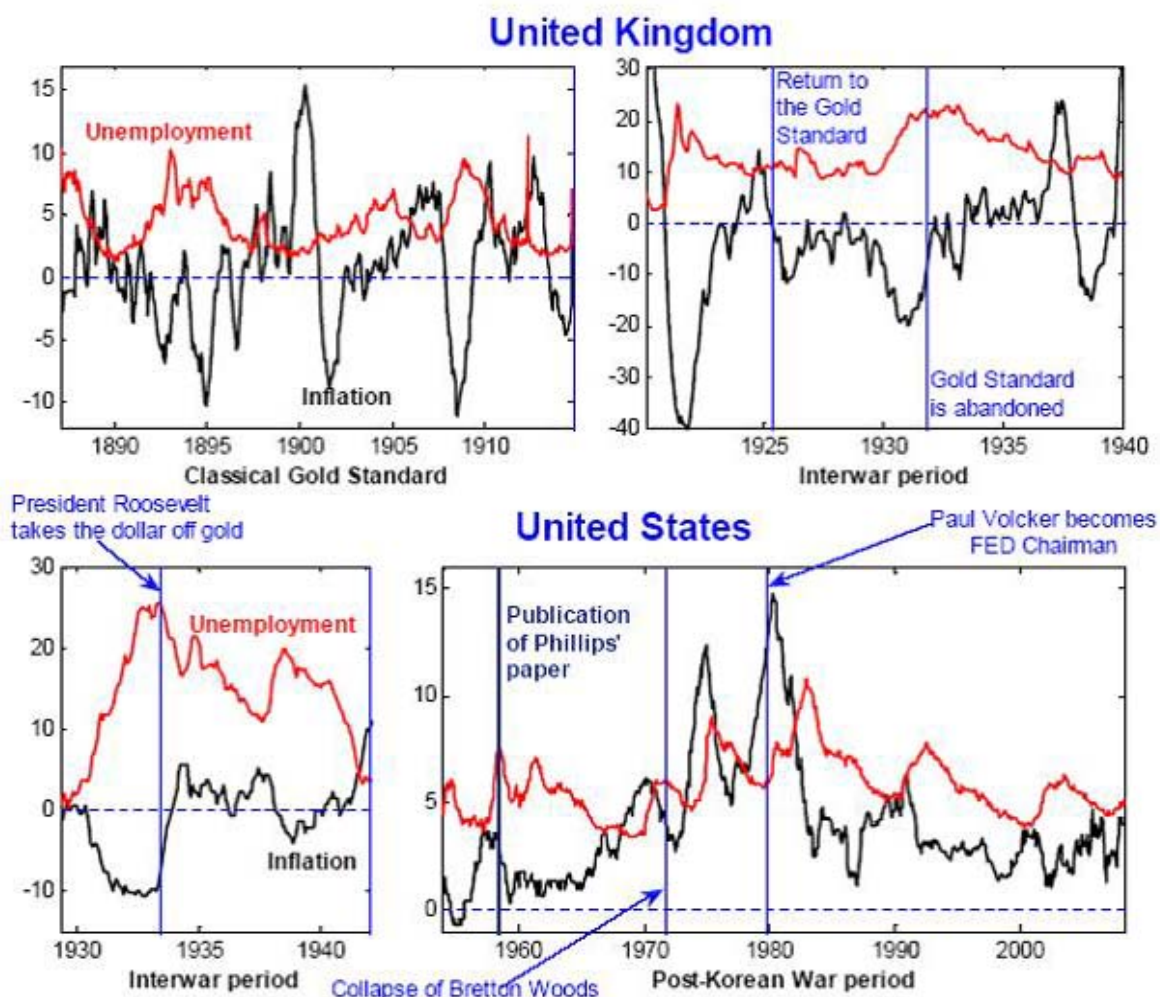 United Kingdom
15
10
5
0
-5
-10
Unemployment
Inflation
1890 1895 1900 1905 1910
Classical Gold Standard
30
20
10
0
-10
-20
-30
-40
Return to
the Gold
Standard
Gold Standard
is abandoned
1925 1930 1935 1940
Interwar period
President Roosevelt
takes the dollar off gold
United States
Paul Volcker becomes
FED Chairman
30
20
10
0
-10
Unemployment
Inflation
1930 1935 1940
Interwar period
15
10
5
0
Publication
of Phillips'
paper
1960 1970 1980 1990 2000
Collapse of Bretton Woods
Post-Korean War period